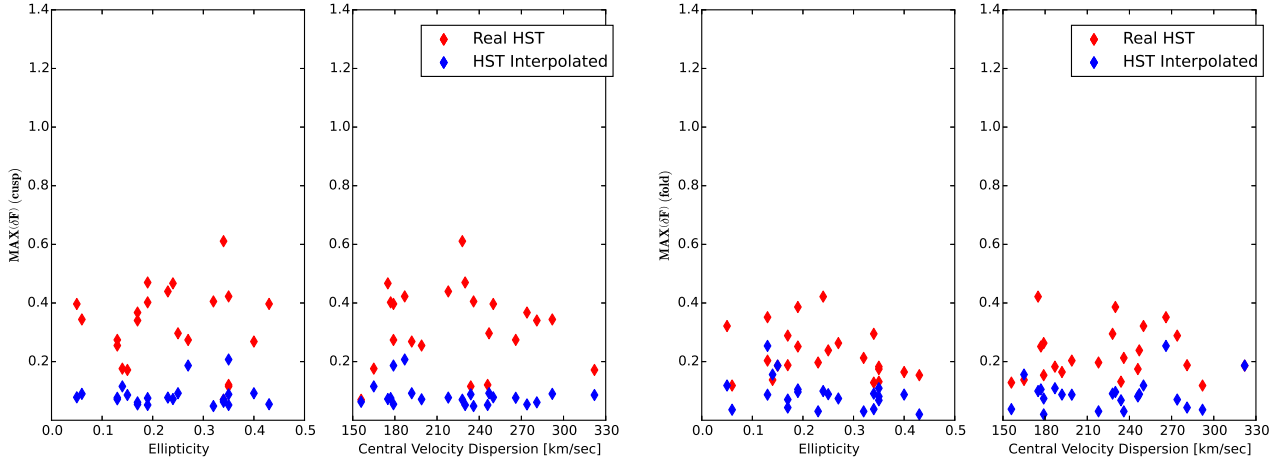 MAX(δF) (cusp)
1.4
1.2
1.0
0.8
0.6
0.4
0.2
0.0 0.1 0.2 0.3 0.4 0.5
Ellipticity
1.4
1.2
1.0
0.8
0.6
0.4
0.2
150 180 210 240 270 300 330
Central Velocity Dispersion [km/sec]
Real HST
HST Interpolated
MAX(δF) (fold)
1.4
1.2
1.0
0.8
0.6
0.4
0.2
0.0 0.1 0.2 0.3 0.4 0.5
Ellipticity
1.4
1.2
1.0
0.8
0.6
0.4
0.2
0.0
150 180 210 240 270 300 330
Central Velocity Dispersion [km/sec]
Real HST
HST Interpolated